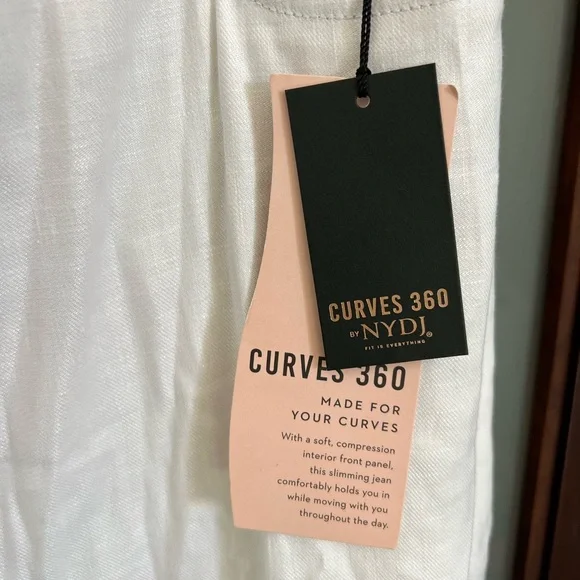 CURVES 360
BY NYDJ®
FIT IS EVERYTHING
CURVES 360
MADE FOR
YOUR CURVES
With a soft, compression
interior front panel,
this slimming jean
comfortably holds you in
while moving with you
throughout the day.